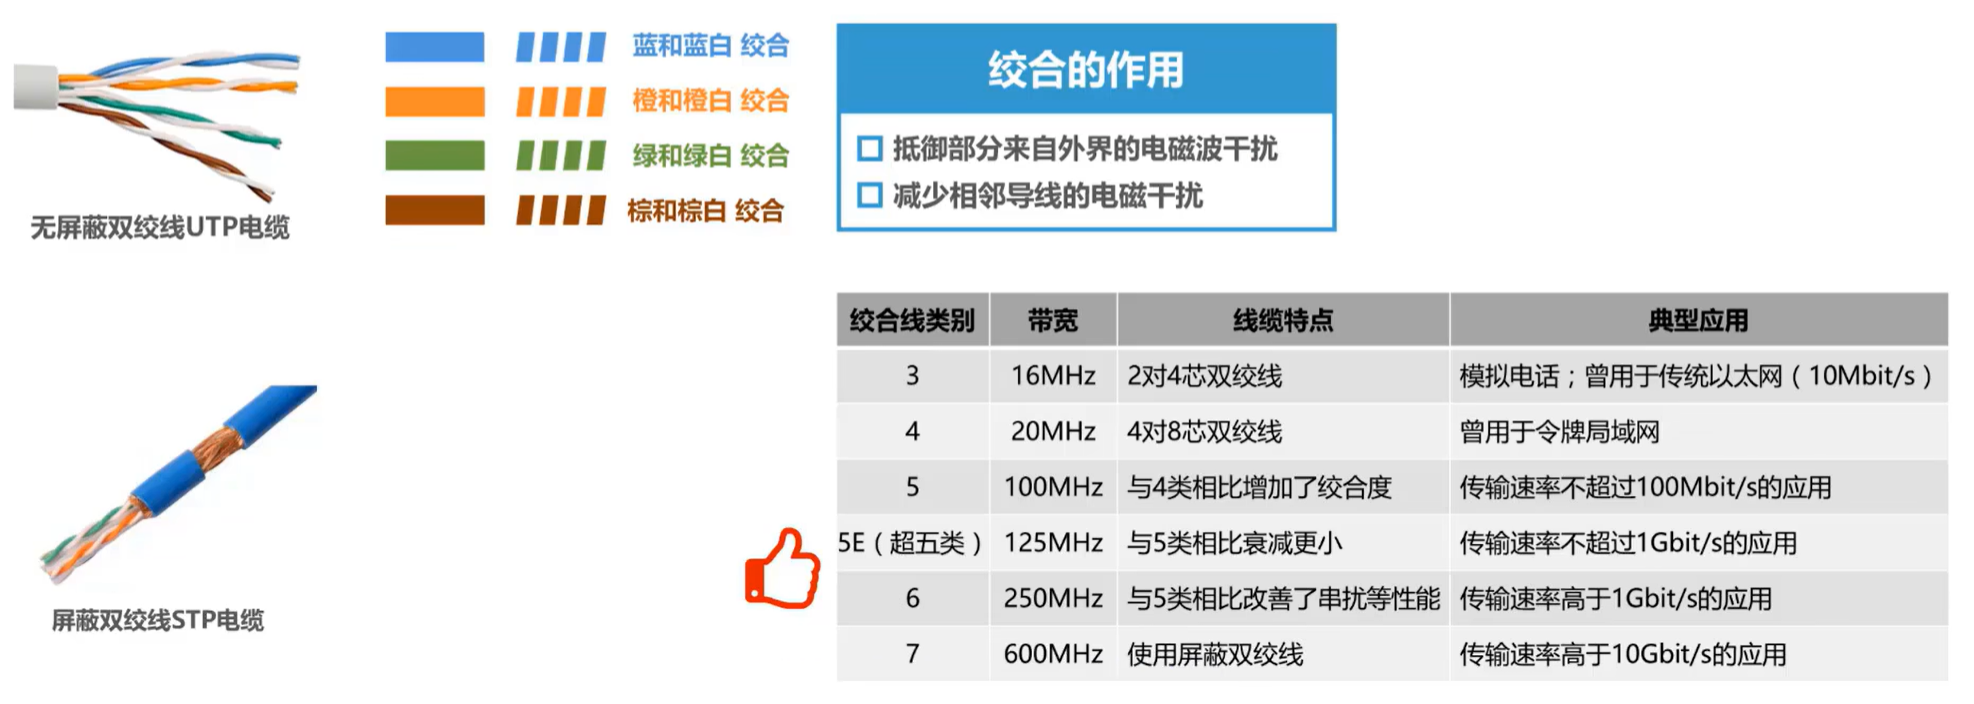 无屏蔽双绞线UTP电缆
蓝和蓝白 绞合
橙和橙白 绞合
绿和绿白 绞合
棕和棕白 绞合
绞合的作用
抵御部分来自外界的电磁波干扰
减少相邻导线的电磁干扰
屏蔽双绞线STP电缆
绞合线类别 带宽 线缆特点 典型应用
3 16MHz 2对4芯双绞线 模拟电话；曾用于传统以太网（10Mbit/s）
4 20MHz 4对8芯双绞线 曾用于令牌局域网
5 100MHz 与4类相比增加了绞合度 传输速率不超过100Mbit/s的应用
5E（超五类） 125MHz 与5类相比衰减更小 传输速率不超过1Gbit/s的应用
6 250MHz 与5类相比改善了串扰等性能 传输速率高于1Gbit/s的应用
7 600MHz 使用屏蔽双绞线 传输速率高于10Gbit/s的应用